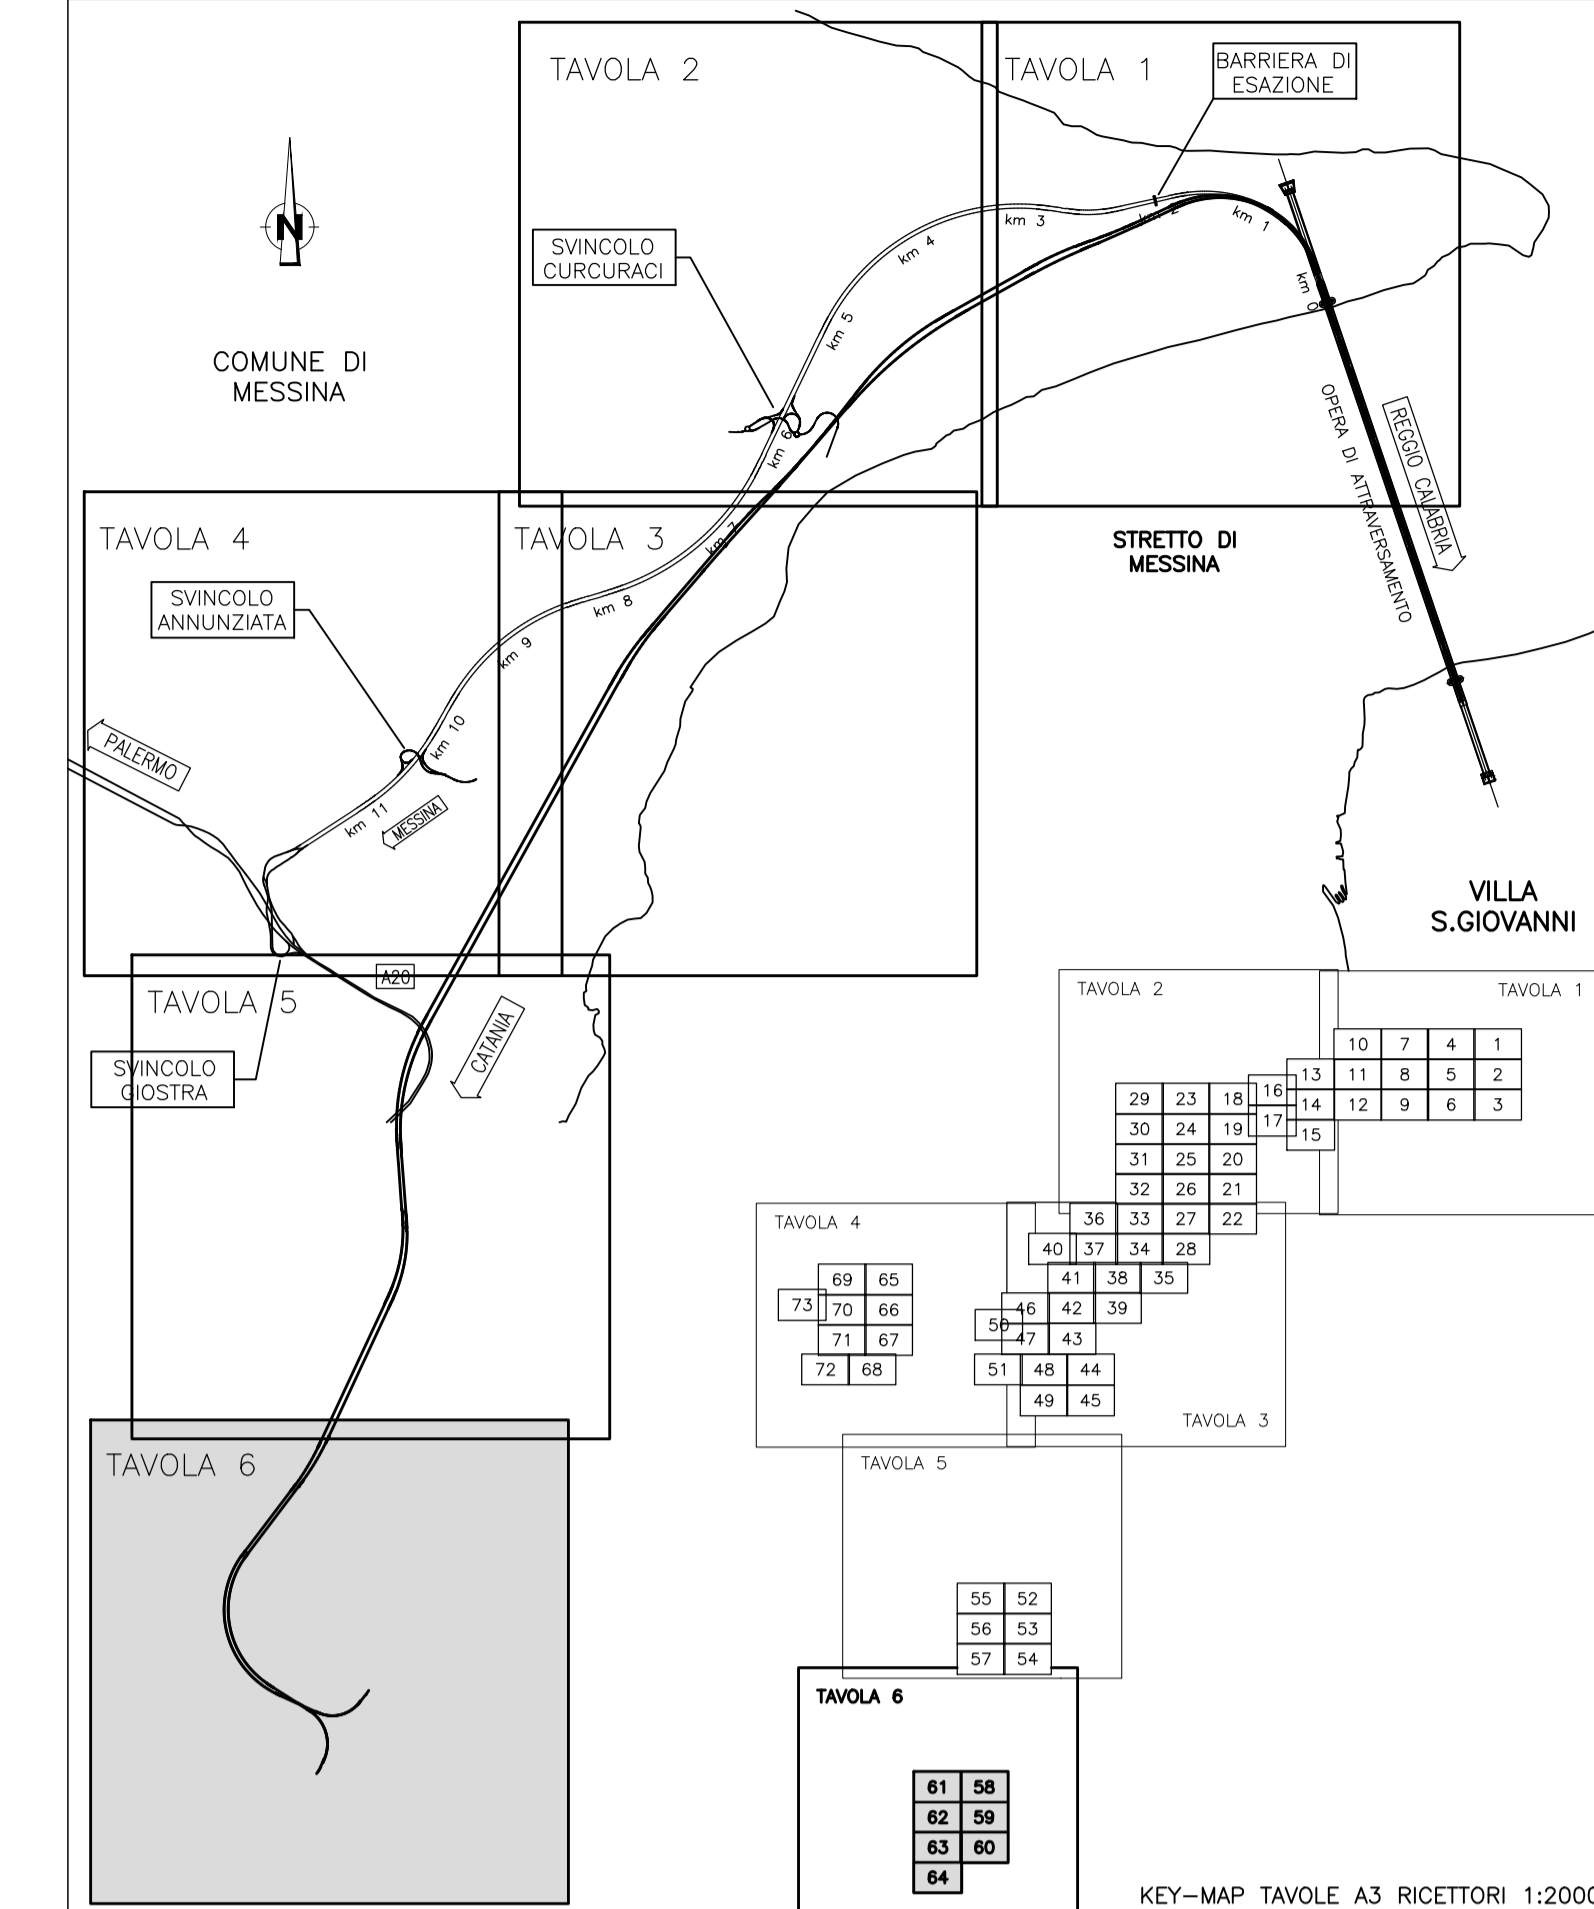 TAVOLA 2
TAVOLA 1
BARRIERA DI
ESAZIONE
N
km 3
km 2
km 1
km 4
SVINCOLO
CURCURACI
km 0
km 5
COMUNE DI
MESSINA
km 6
OPERA DI ATTRAVERSAMENTO
REGGIO CALABRIA
TAVOLA 4
TAVOLA 3
km 7
STRETTO DI
MESSINA
SVINCOLO
ANNUNZIATA
km 8
km 9
km 10
PALERMO
km 11
MESSINA
VILLA
S.GIOVANNI
A20
TAVOLA 5
CATANIA
SVINCOLO
GIOSTRA
TAVOLA 6
TAVOLA 2
TAVOLA 1
10 7 4 1
13 11 8 5 2
16
29 23 18
14 12 9 6 3
17
30 24 19
15
31 25 20
32 26 21
TAVOLA 4
36 33 27 22
40 37 34 28
69 65
41 38 35
73 70 66
46 42 39
50
71 67
47 43
72 68
51 48 44
49 45
TAVOLA 3
TAVOLA 5
55 52
56 53
57 54
TAVOLA 6
61 58
62 59
63 60
64
KEY-MAP TAVOLE A3 RICETTORI